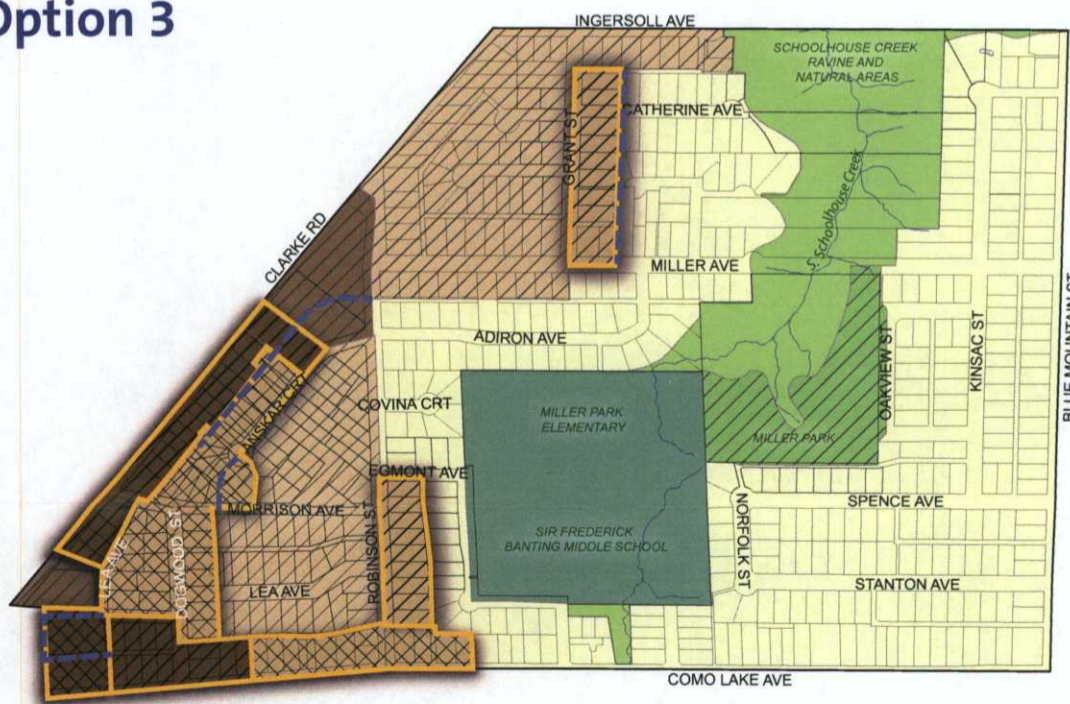 Option 3
INGERSOLL AVE
SCHOOLHOUSE CREEK
RAVINE AND
NATURAL AREAS
CATHERINE AVE
GRANT ST
S. Schoolhouse Creek
CLARKE RD
MILLER AVE
ADIRON AVE
OAKVIEW ST
KINSAC ST
BLUE MOUNTAIN ST
COVINA CRT
MILLER PARK
ELEMENTARY
MILLER PARK
EGMONT AVE
MORRISON AVE
SPENCE AVE
NORFOLK ST
SIR FREDERICK
BANTING MIDDLE SCHOOL
LEA AVE
DOGWOOD ST
LEA AVE
ROBINSON ST
STANTON AVE
COMO LAKE AVE